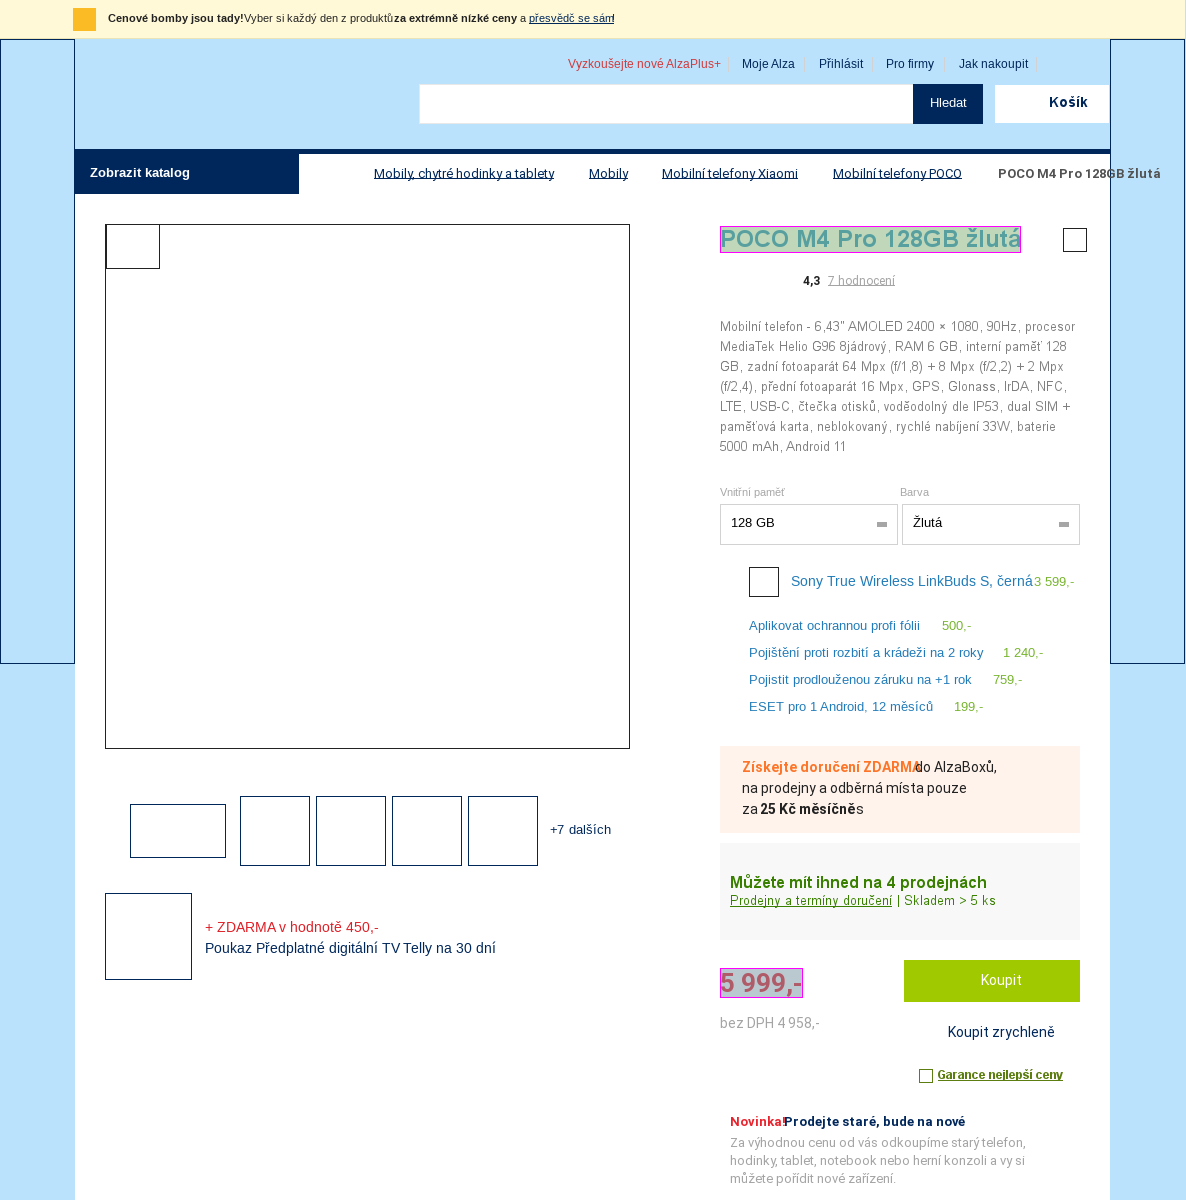 Cenové bomby jsou tady! Vyber si každý den z produktů za extrémně nízké ceny a přesvědč se sám!
Vyzkoušejte nové AlzaPlus+ Moje Alza Přihlásit Pro firmy Jak nakoupit
Hledat Košík
Zobrazit katalog Mobily, chytré hodinky a tablety Mobily Mobilní telefony Xiaomi Mobilní telefony POCO POCO M4 Pro 128GB žlutá
POCO M4 Pro 128GB žlutá
4,3 7 hodnocení
Mobilní telefon - 6,43" AMOLED 2400 × 1080, 90Hz, procesor
MediaTek Helio G96 8jádrový, RAM 6 GB, interní paměť 128
GB, zadní fotoaparát 64 Mpx (f/1,8) + 8 Mpx (f/2,2) + 2 Mpx
(f/2,4), přední fotoaparát 16 Mpx, GPS, Glonass, IrDA, NFC,
LTE, USB-C, čtečka otisků, voděodolný dle IP53, dual SIM +
paměťová karta, neblokovaný, rychlé nabíjení 33W, baterie
5000 mAh, Android 11
Vnitřní paměť Barva
128 GB Žlutá
Sony True Wireless LinkBuds S, černá 3 599,-
Aplikovat ochrannou profi fólii 500,-
Pojištění proti rozbití a krádeži na 2 roky 1 240,-
Pojistit prodlouženou záruku na +1 rok 759,-
ESET pro 1 Android, 12 měsíců 199,-
Získejte doručení ZDARMA do AlzaBoxů,
na prodejny a odběrná místa pouze
za 25 Kč měsíčně s
+7 dalších
Můžete mít ihned na 4 prodejnách
Prodejny a termíny doručení | Skladem > 5 ks
+ ZDARMA v hodnotě 450,-
Poukaz Předplatné digitální TV Telly na 30 dní
5 999,- Koupit
bez DPH 4 958,-
Koupit zrychleně
Garance nejlepší ceny
Novinka! Prodejte staré, bude na nové
Za výhodnou cenu od vás odkoupíme starý telefon,
hodinky, tablet, notebook nebo herní konzoli a vy si
můžete pořídit nové zařízení.